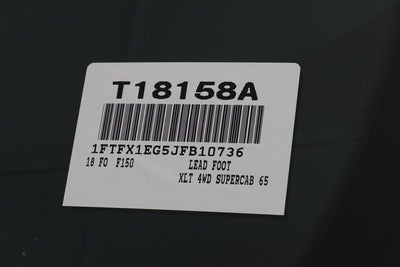 T18158A
1FTFX1EG5JFB10736
18 FO F150 LEAD FOOT
XLT 4WD SUPERCAB 65